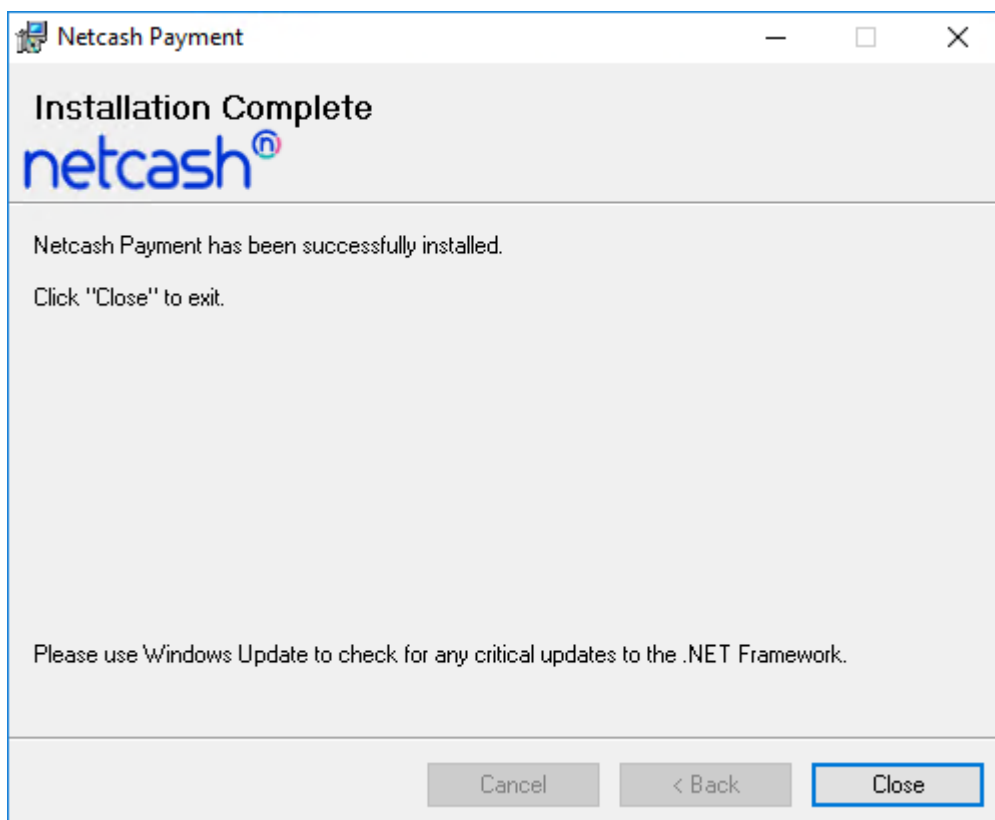 Netcash Payment
Installation Complete
netcash n
Netcash Payment has been successfully installed.
Click "Close" to exit.
Please use Windows Update to check for any critical updates to the .NET Framework.
Cancel < Back Close